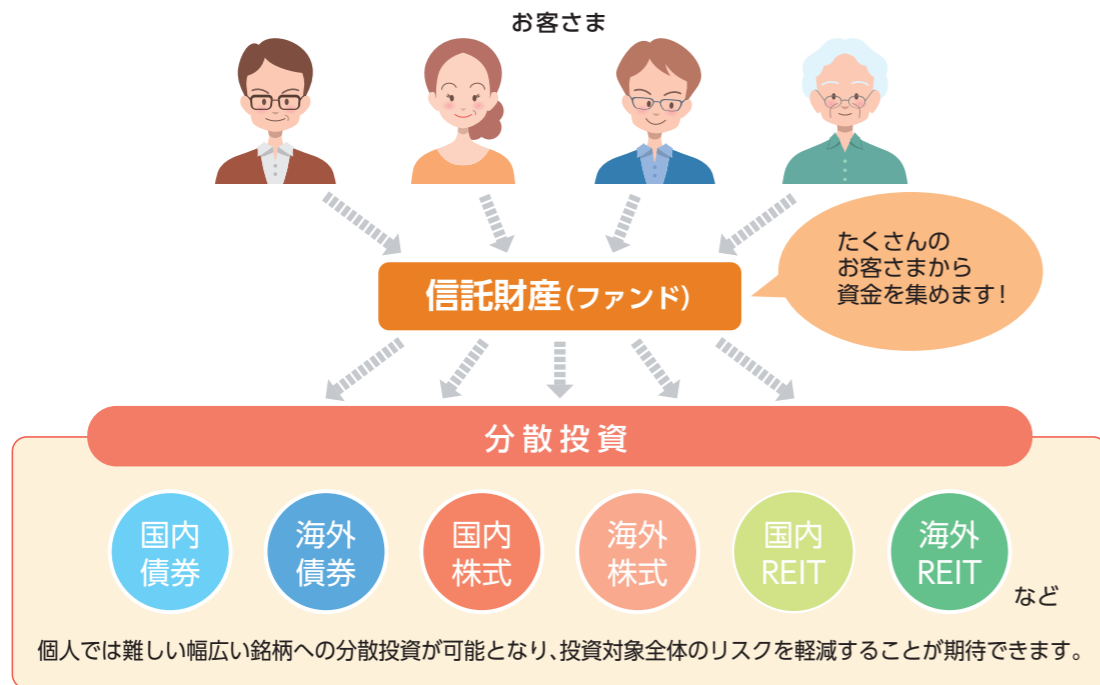 お客さま
たくさんの
お客さまから
資金を集めます!
信託財産(ファンド)
分散投資
国内
債券
海外
債券
国内
株式
海外
株式
国内
REIT
海外
REIT
など
個人では難しい幅広い銘柄への分散投資が可能となり、投資対象全体のリスクを軽減することが期待できます。